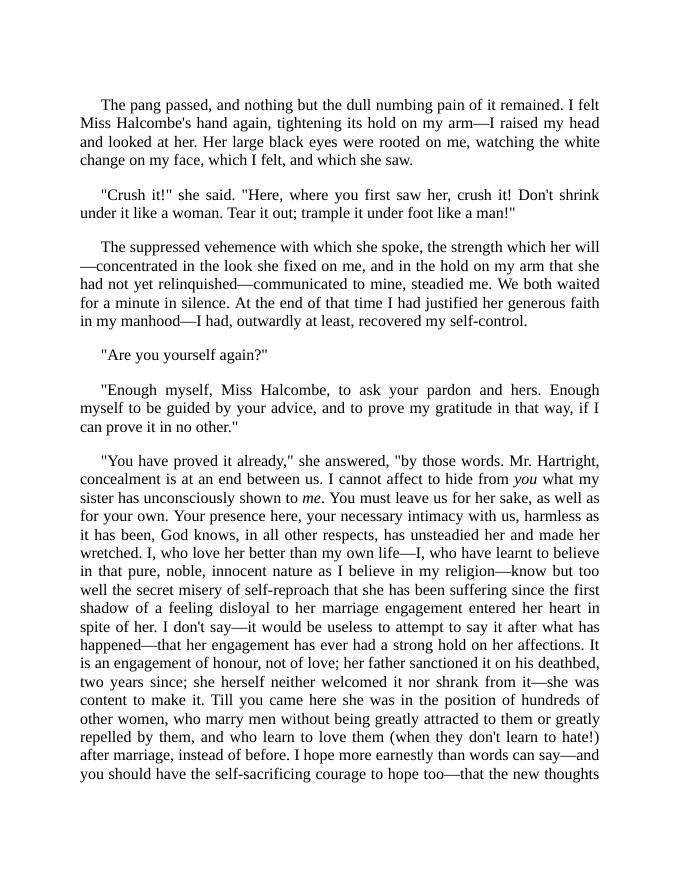 The pang passed, and nothing but the dull numbing pain of it remained. I felt
Miss Halcombe's hand again, tightening its hold on my arm—I raised my head
and looked at her. Her large black eyes were rooted on me, watching the white
change on my face, which I felt, and which she saw.
"Crush it!" she said. "Here, where you first saw her, crush it! Don't shrink
under it like a woman. Tear it out; trample it under foot like a man!"
The suppressed vehemence with which she spoke, the strength which her will
—concentrated in the look she fixed on me, and in the hold on my arm that she
had not yet relinquished—communicated to mine, steadied me. We both waited
for a minute in silence. At the end of that time I had justified her generous faith
in my manhood—I had, outwardly at least, recovered my self-control.
"Are you yourself again?"
"Enough myself, Miss Halcombe, to ask your pardon and hers. Enough
myself to be guided by your advice, and to prove my gratitude in that way, if I
can prove it in no other."
"You have proved it already," she answered, "by those words. Mr. Hartright,
concealment is at an end between us. I cannot affect to hide from you what my
sister has unconsciously shown to me. You must leave us for her sake, as well as
for your own. Your presence here, your necessary intimacy with us, harmless as
it has been, God knows, in all other respects, has unsteadied her and made her
wretched. I, who love her better than my own life—I, who have learnt to believe
in that pure, noble, innocent nature as I believe in my religion—know but too
well the secret misery of self-reproach that she has been suffering since the first
shadow of a feeling disloyal to her marriage engagement entered her heart in
spite of her. I don't say—it would be useless to attempt to say it after what has
happened—that her engagement has ever had a strong hold on her affections. It
is an engagement of honour, not of love; her father sanctioned it on his deathbed,
two years since; she herself neither welcomed it nor shrank from it—she was
content to make it. Till you came here she was in the position of hundreds of
other women, who marry men without being greatly attracted to them or greatly
repelled by them, and who learn to love them (when they don't learn to hate!)
after marriage, instead of before. I hope more earnestly than words can say—and
you should have the self-sacrificing courage to hope too—that the new thoughts